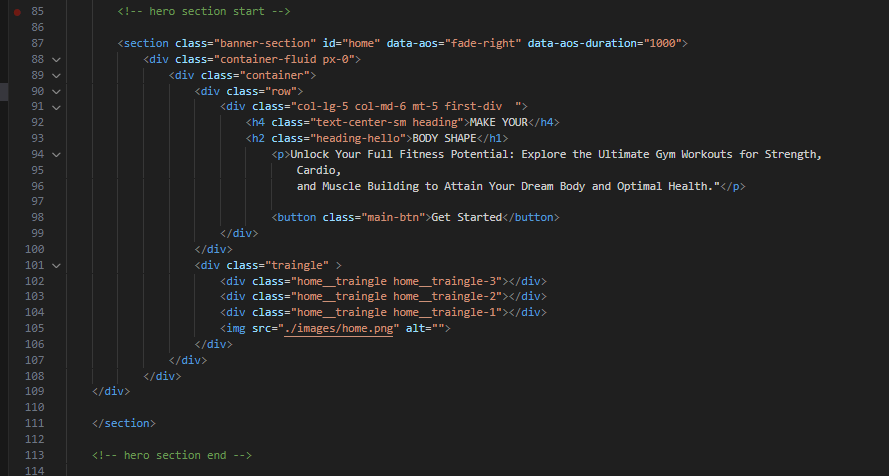 85 <!-- hero section start -->
86
87 <section class="banner-section" id="home" data-aos="fade-right" data-aos-duration="1000">
88 <div class="container-fluid px-0">
89 <div class="container">
90 <div class="row">
91 <div class="col-lg-5 col-md-6 mt-5 first-div  ">
92 <h4 class="text-center-sm heading">MAKE YOUR</h4>
93 <h2 class="heading-hello">BODY SHAPE</h1>
94 <p>Unlock Your Full Fitness Potential: Explore the Ultimate Gym Workouts for Strength,
95 Cardio,
96 and Muscle Building to Attain Your Dream Body and Optimal Health."</p>
97
98 <button class="main-btn">Get Started</button>
99 </div>
100 </div>
101 <div class="traingle" >
102 <div class="home__traingle home__traingle-3"></div>
103 <div class="home__traingle home__traingle-2"></div>
104 <div class="home__traingle home__traingle-1"></div>
105 <img src="./images/home.png" alt="">
106 </div>
107 </div>
108 </div>
109 </div>
110
111 </section>
112
113 <!-- hero section end -->
114